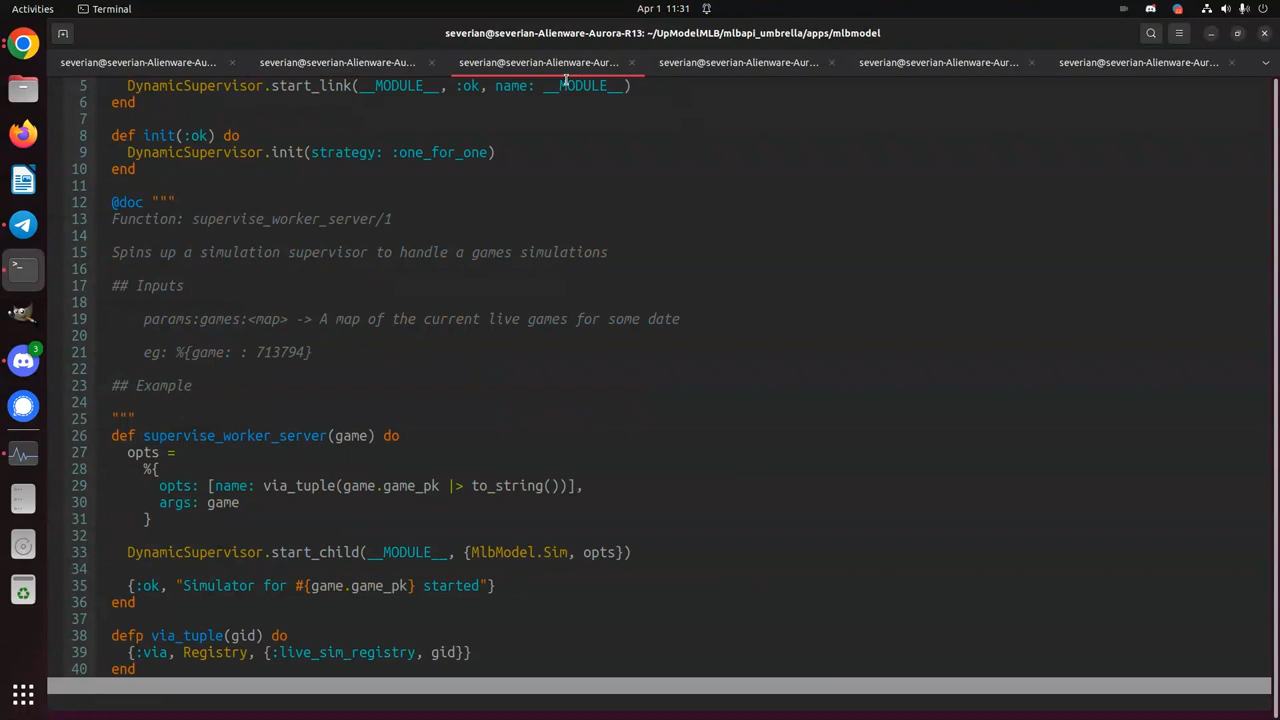 Activities
Terminal
Apr 1 11:31
severian@severian-Alienware-Aurora-R13: ~/UpModelMLB/mlbapi_umbrella/apps/mlbmodel
severian@severian-Alienware-Au...
severian@severian-Alienware-Au...
severian@severian-Alienware-Aur...
severian@severian-Alienware-Aur...
severian@severian-Alienware-Aur...
severian@severian-Alienware-Aur...
5 DynamicSupervisor.start_link(__MODULE__, :ok, name: __MODULE__)
6 end
7
8 def init(:ok) do
9 DynamicSupervisor.init(strategy: :one_for_one)
10 end
11
12 @doc """
13 Function: supervise_worker_server/1
14
15 Spins up a simulation supervisor to handle a games simulations
16
17 ## Inputs
18
19 params:games:<map> -> A map of the current live games for some date
20
21 eg: %{game: : 713794}
22
23 ## Example
24
25 """
26 def supervise_worker_server(game) do
27 opts =
28 %{
29 opts: [name: via_tuple(game.game_pk |> to_string())],
30 args: game
31 }
32
33 DynamicSupervisor.start_child(__MODULE__, {MlbModel.Sim, opts})
34
35 {:ok, "Simulator for #{game.game_pk} started"}
36 end
37
38 defp via_tuple(gid) do
39 {:via, Registry, {:live_sim_registry, gid}}
40 end
3